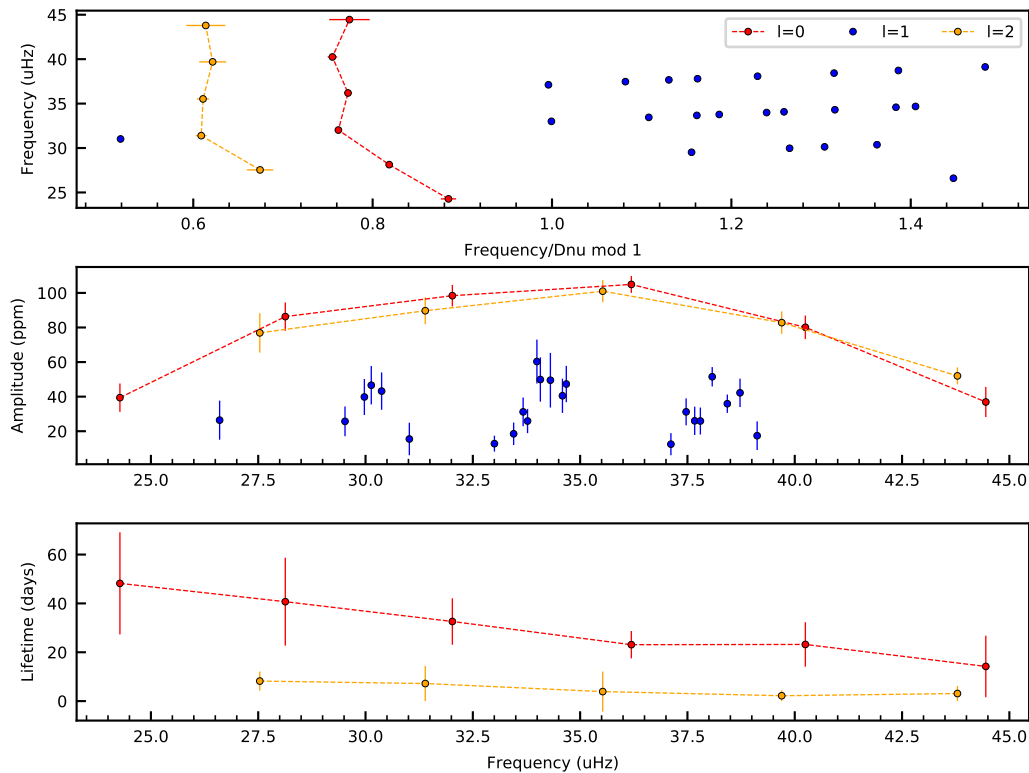 45
40
35
30
25
Frequency (uHz)
l=0 l=1 l=2
0.6 0.8 1.0 1.2 1.4
Frequency/Dnu mod 1
100
80
60
40
20
Amplitude (ppm)
25.0 27.5 30.0 32.5 35.0 37.5 40.0 42.5 45.0
60
40
20
0
Lifetime (days)
25.0 27.5 30.0 32.5 35.0 37.5 40.0 42.5 45.0
Frequency (uHz)